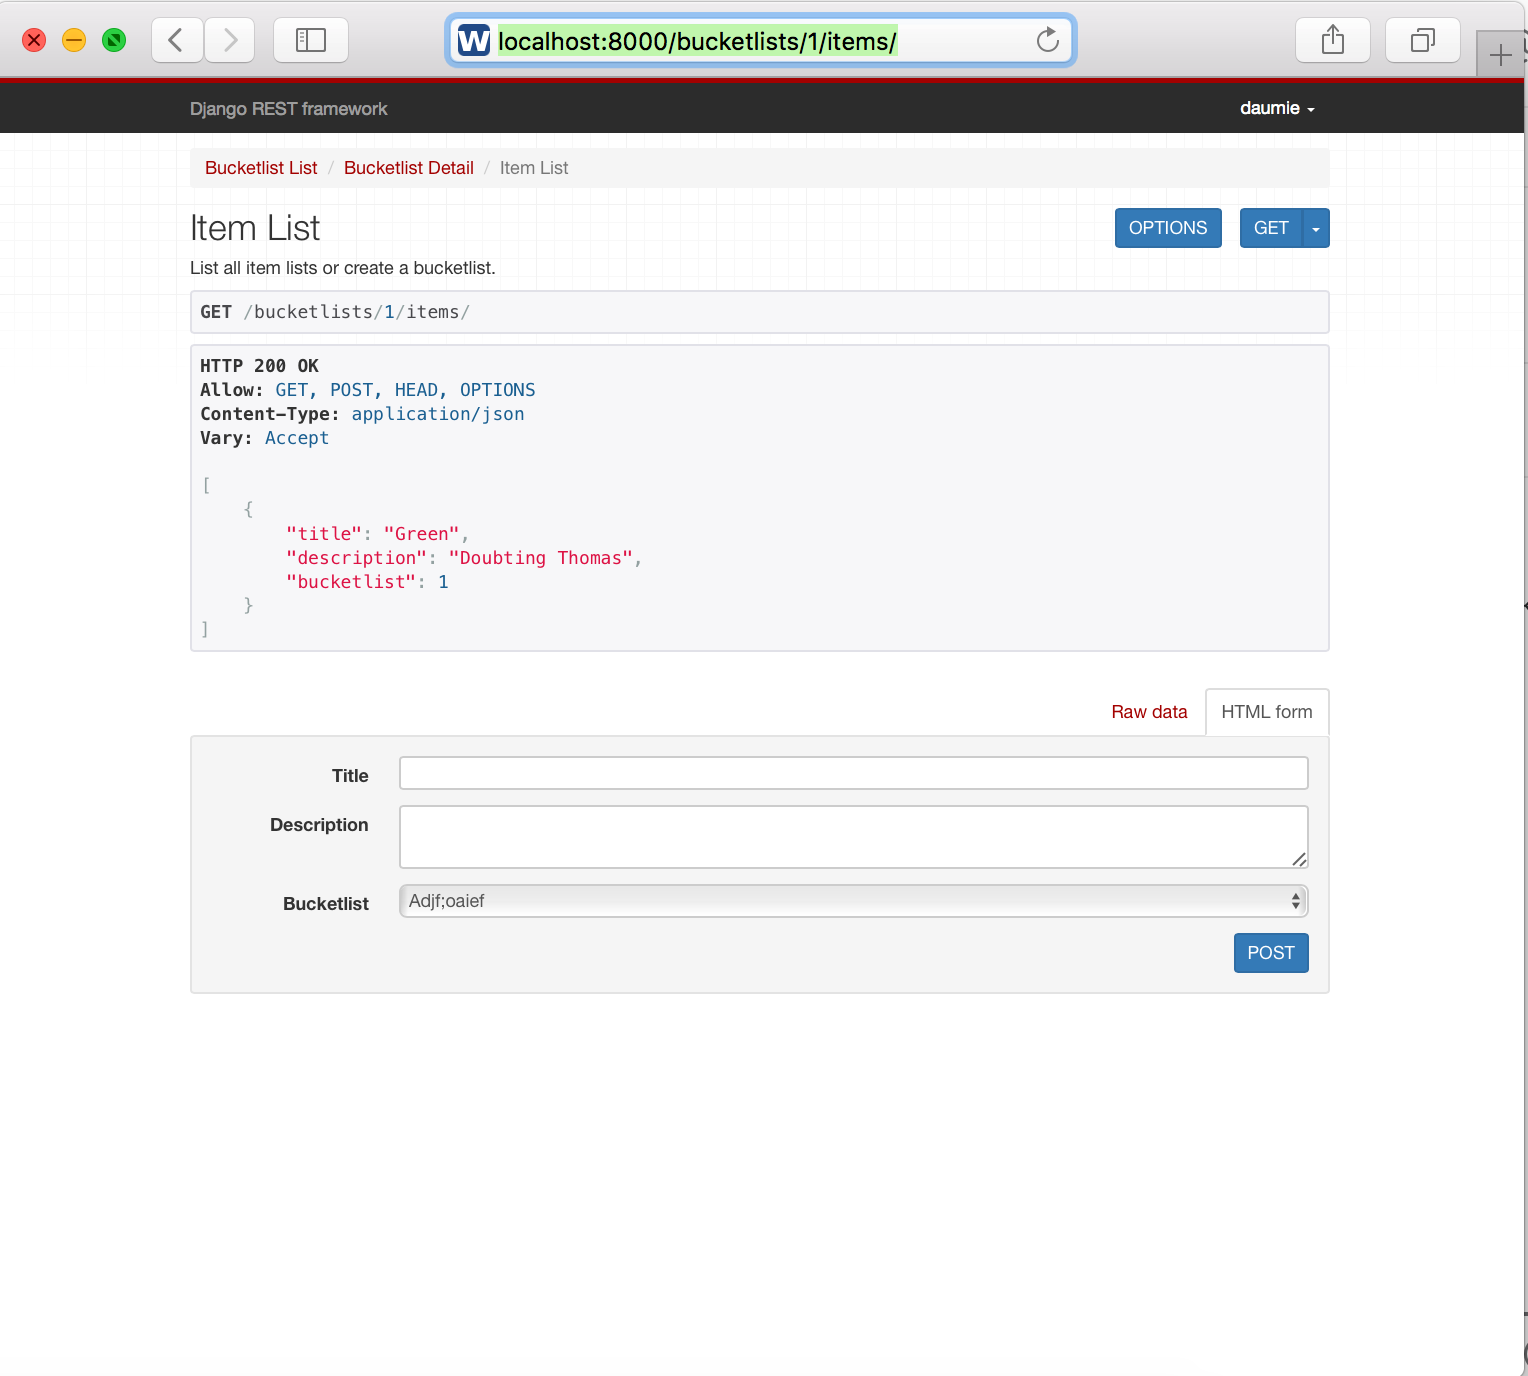 W localhost:8000/bucketlists/1/items/
Django REST framework
daumie
Bucketlist List / Bucketlist Detail / Item List
Item List
OPTIONS
GET
List all item lists or create a bucketlist.
GET /bucketlists/1/items/
HTTP 200 OK
Allow: GET, POST, HEAD, OPTIONS
Content-Type: application/json
Vary: Accept
[
{
"title": "Green",
"description": "Doubting Thomas",
"bucketlist": 1
}
]
Raw data
HTML form
Title
Description
Bucketlist
Adjf;oaief
POST